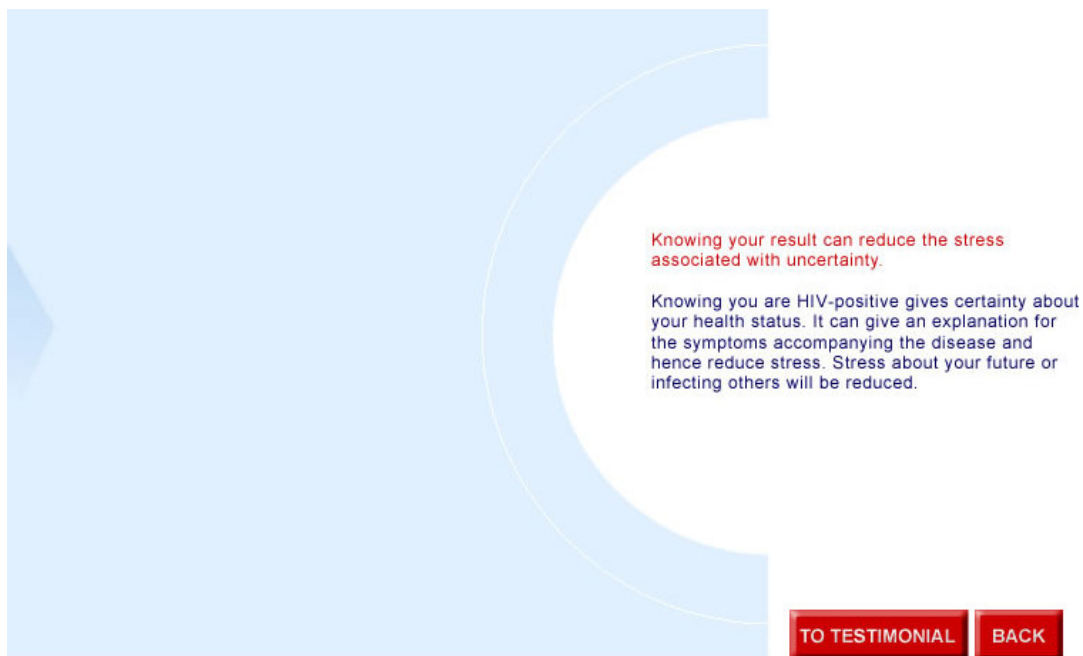 Knowing your result can reduce the stress
associated with uncertainty.
Knowing you are HIV-positive gives certainty about
your health status. It can give an explanation for
the symptoms accompanying the disease and
hence reduce stress. Stress about your future or
infecting others will be reduced.
TO TESTIMONIAL BACK